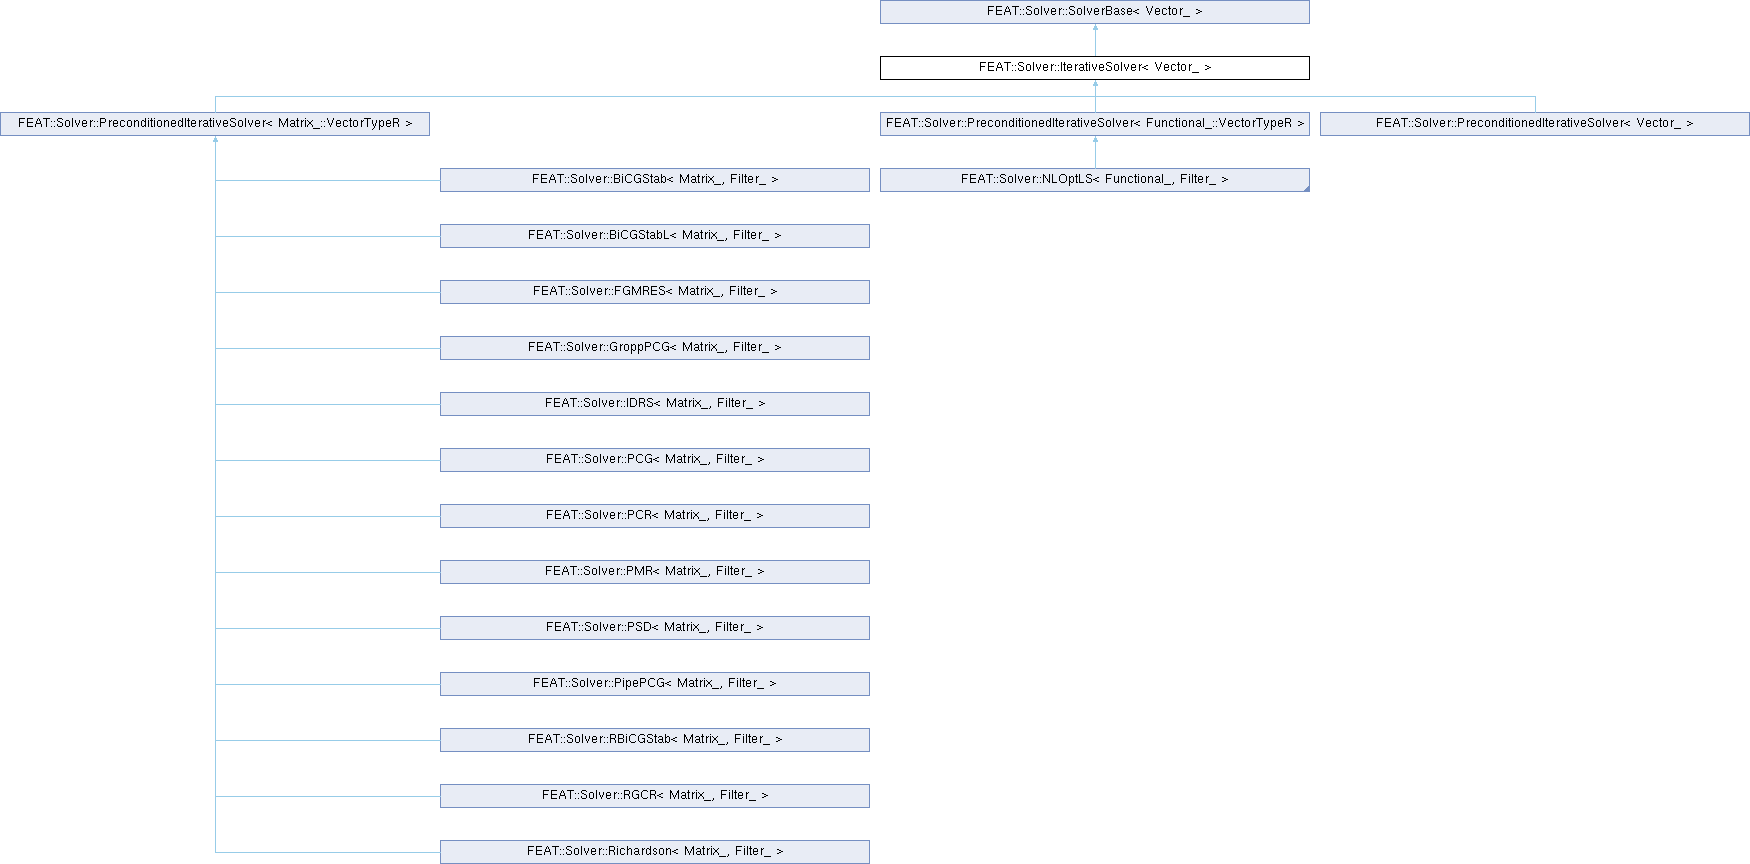 FEAT::Solver::SolverBase< Vector_ >
FEAT::Solver::IterativeSolver< Vector_ >
FEAT::Solver::PreconditionedIterativeSolver< Matrix_::VectorTypeR >
FEAT::Solver::PreconditionedIterativeSolver< Functional_::VectorTypeR >
FEAT::Solver::PreconditionedIterativeSolver< Vector_ >
FEAT::Solver::BiCGStab< Matrix_, Filter_ >
FEAT::Solver::NLOptLS< Functional_, Filter_ >
FEAT::Solver::BiCGStabL< Matrix_, Filter_ >
FEAT::Solver::FGMRES< Matrix_, Filter_ >
FEAT::Solver::GroppPCG< Matrix_, Filter_ >
FEAT::Solver::IDRS< Matrix_, Filter_ >
FEAT::Solver::PCG< Matrix_, Filter_ >
FEAT::Solver::PCR< Matrix_, Filter_ >
FEAT::Solver::PMR< Matrix_, Filter_ >
FEAT::Solver::PSD< Matrix_, Filter_ >
FEAT::Solver::PipePCG< Matrix_, Filter_ >
FEAT::Solver::RBiCGStab< Matrix_, Filter_ >
FEAT::Solver::RGCR< Matrix_, Filter_ >
FEAT::Solver::Richardson< Matrix_, Filter_ >